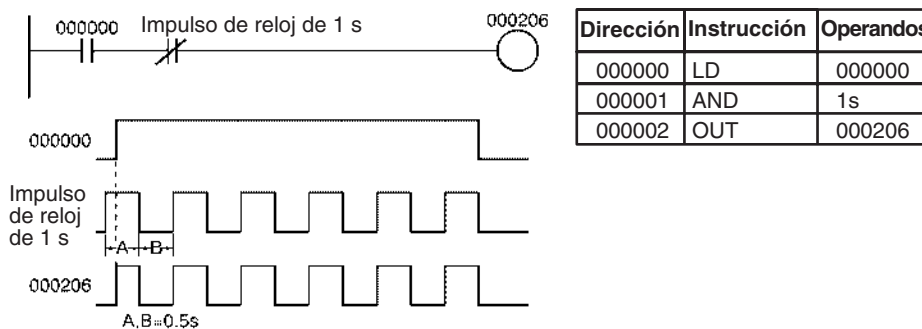 000000 Impulso de reloj de 1 s 000206
Dirección Instrucción Operandos
000000 LD 000000
000001 AND 1s
000002 OUT 000206
000000
Impulso
de reloj
de 1 s
A B
000206
A,B=0.5s